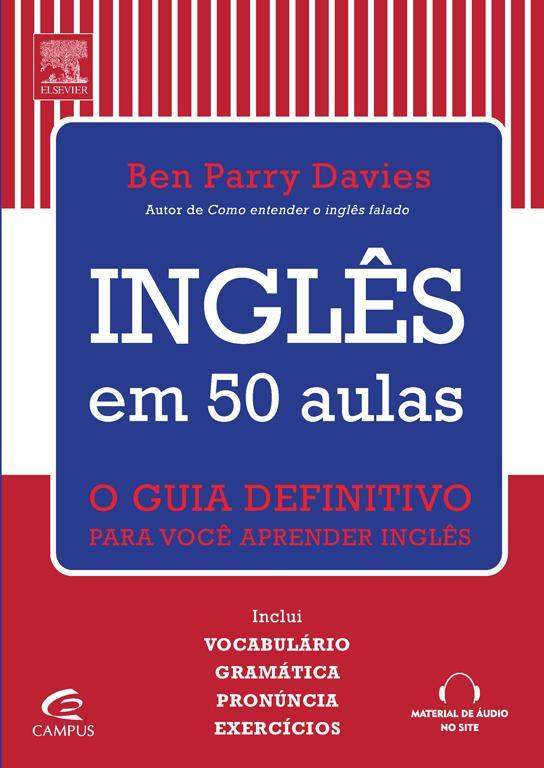 ELSEVIER
Ben Parry Davies
Autor de Como entender o inglês falado
INGLÊS
em 50 aulas
O GUIA DEFINITIVO
PARA VOCÊ APRENDER INGLÊS
Inclui
VOCABULÁRIO
GRAMÁTICA
PRONÚNCIA
EXERCÍCIOS
CAMPUS
MATERIAL DE ÁUDIO
NO SITE